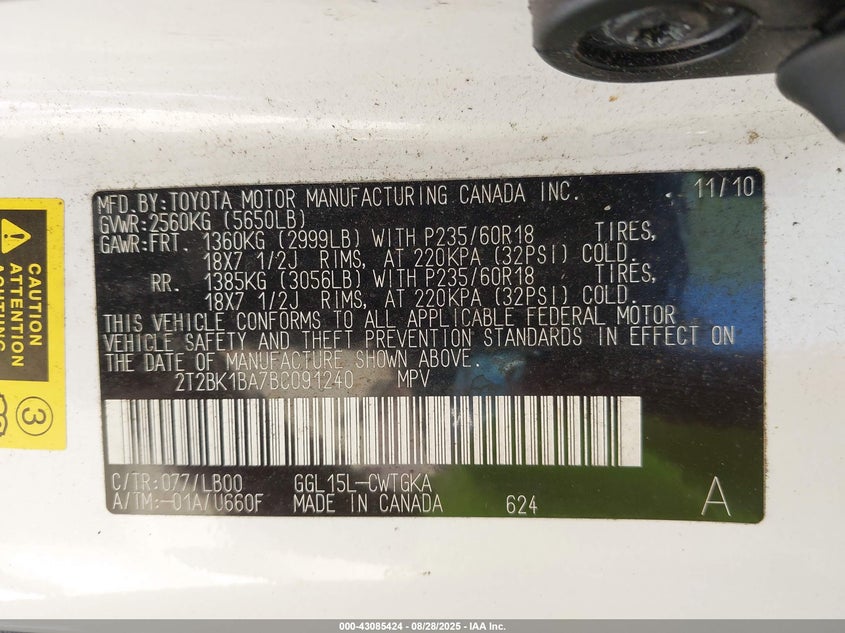 MFD.BY:TOYOTA MOTOR MANUFACTURING CANADA INC. 11/10
GVWR:2560KG (5650LB)
GAWR:FRT. 1360KG (2999LB) WITH P235/60R18 TIRES,
18X7 1/2J RIMS, AT 220KPA (32PSI) COLD.
RR. 1385KG (3056LB) WITH P235/60R18 TIRES,
18X7 1/2J RIMS, AT 220KPA (32PSI) COLD.
THIS VEHICLE CONFORMS TO ALL APPLICABLE FEDERAL MOTOR
VEHICLE SAFETY AND THEFT PREVENTION STANDARDS IN EFFECT ON
THE DATE OF MANUFACTURE SHOWN ABOVE.
2T2BK1BA7BC091240 MPV
C/TR:077/LB00 GGL15L-CWTGKA
A/TM:-01A/U660F MADE IN CANADA 624 A
CAUTION
ATTENTION
ACHTUNG
3
000-43085424 - 08/28/2025 - IAA Inc.